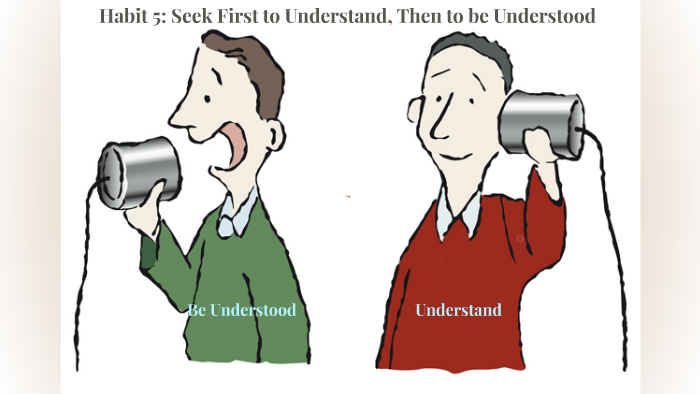 Habit 5: Seek First to Understand, Then to be Understood
Be Understood
Understand